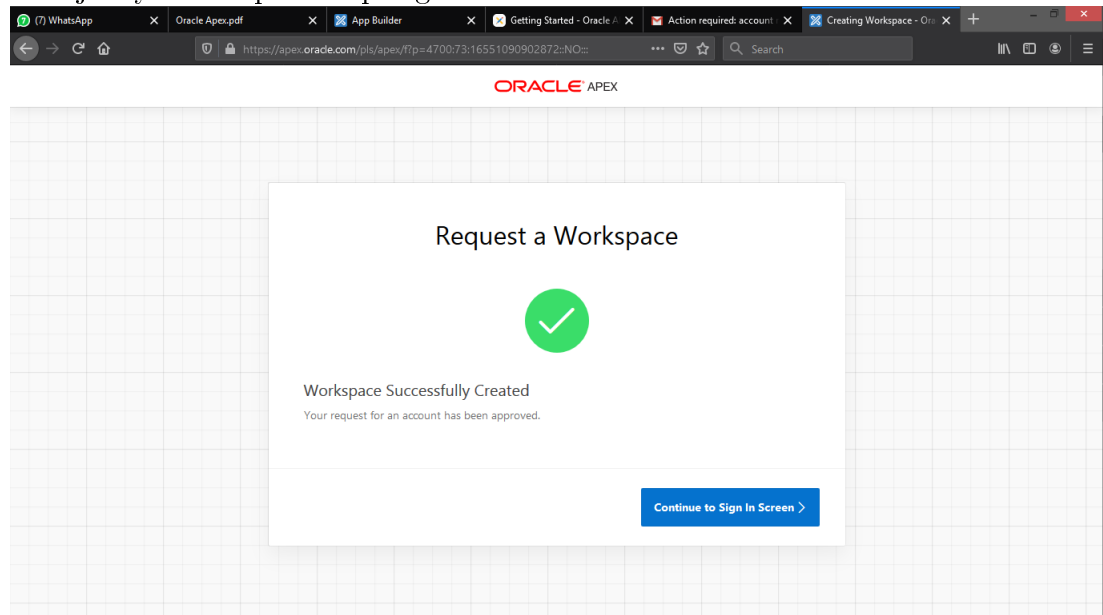 (7) WhatsApp
Oracle Apex.pdf
App Builder
Getting Started - Oracle A
Action required: account
Creating Workspace - Ora
https://apex.oracle.com/pls/apex/f?p=4700:73:16551090902872::NO:::
Search
ORACLE APEX
Request a Workspace
Workspace Successfully Created
Your request for an account has been approved.
Continue to Sign In Screen